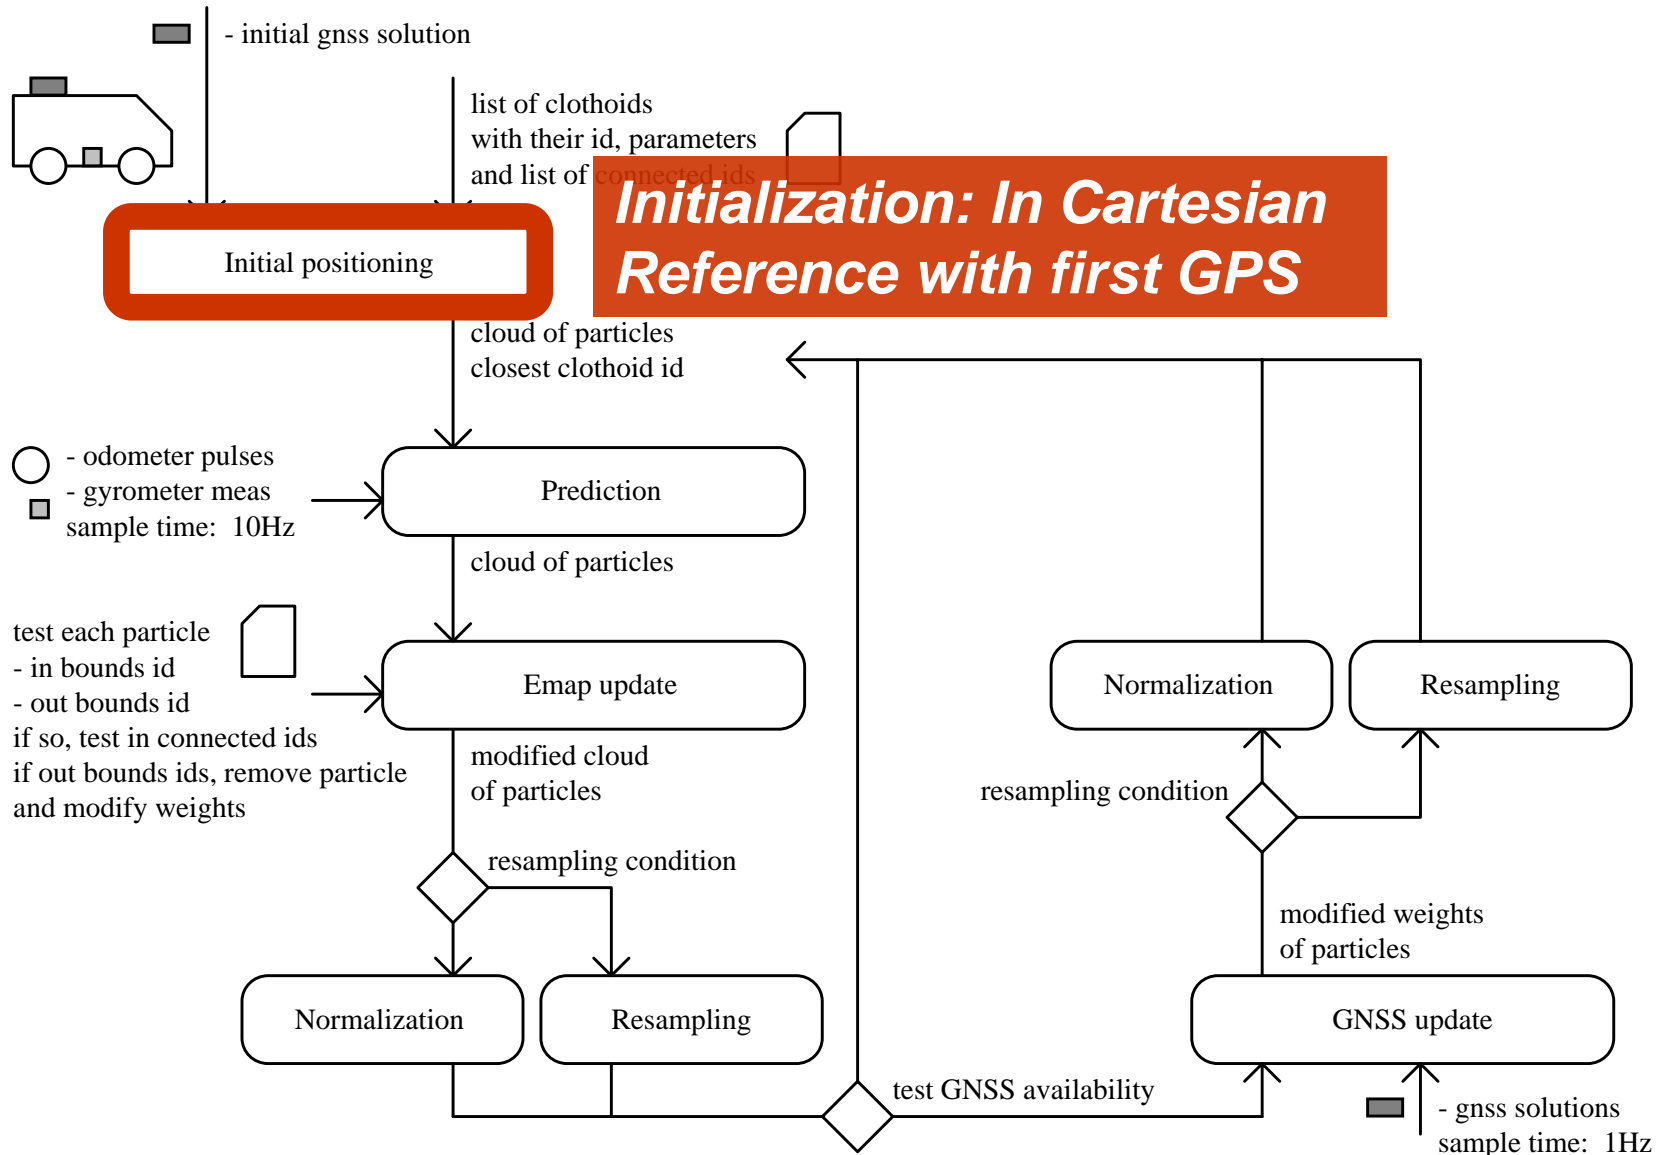 - initial gnss solution
list of clothoids
with their id, parameters
and list of connected ids
Initialization: In Cartesian
Reference with first GPS
Initial positioning
cloud of particles
closest clothoid id
- odometer pulses
- gyrometer meas
sample time: 10Hz
Prediction
cloud of particles
test each particle
- in bounds id
- out bounds id
if so, test in connected ids
if out bounds ids, remove particle
and modify weights
Emap update
modified cloud
of particles
resampling condition
Normalization
Resampling
test GNSS availability
Normalization
Resampling
resampling condition
modified weights
of particles
GNSS update
- gnss solutions
sample time: 1Hz